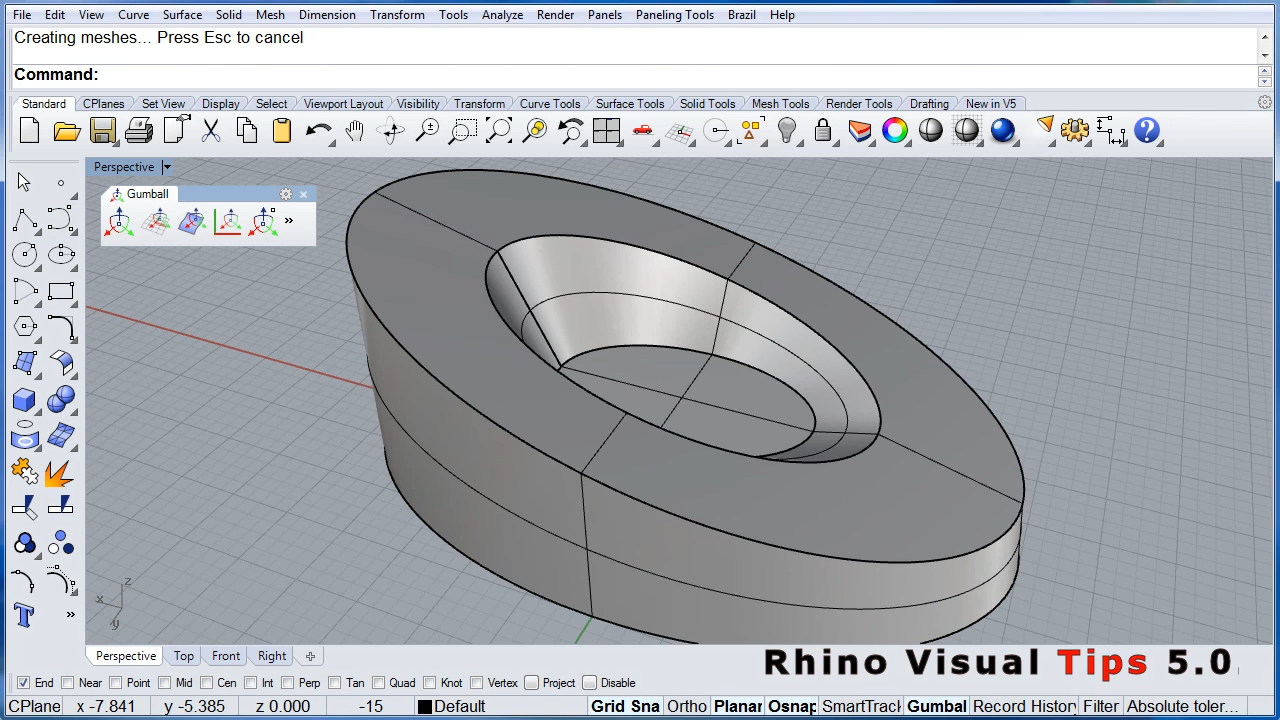 File Edit View Curve Surface Solid Mesh Dimension Transform Tools Analyze Render Panels Paneling Tools Brazil Help
Creating meshes... Press Esc to cancel
Command:
Standard CPlanes Set View Display Select Viewport Layout Visibility Transform Curve Tools Surface Tools Solid Tools Mesh Tools Render Tools Drafting New in V5
Perspective
Gumball
z
x
y
Perspective Top Front Right
Rhino Visual Tips 5.0
End Near Point Mid Cen Int Perp Tan Quad Knot Vertex Project Disable
CPlane x -7.841 y -5.385 z 0.000 -15 Default Grid Sna Ortho Planar Osnap SmartTrack Gumbal Record History Filter Absolute toler...